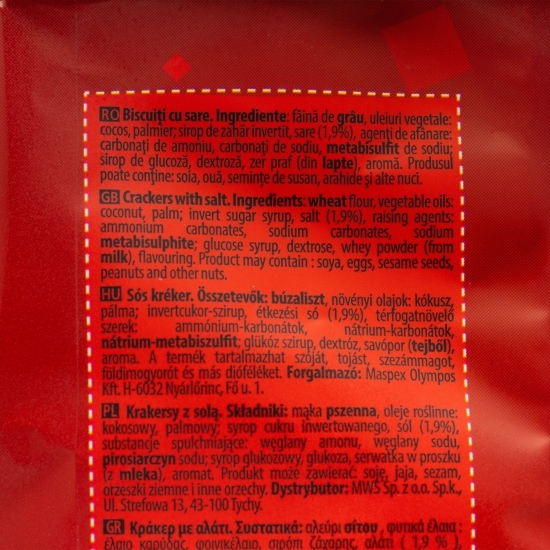 RO Biscuiți cu sare. Ingrediente: făină de grâu, uleiuri vegetale:
cocos, palmier; sirop de zahăr invertit, sare (1,9%), agenți de afânare:
carbonați de amoniu, carbonați de sodiu, metabisulfit de sodiu;
sirop de glucoză, dextroză, zer praf (din lapte), aromă. Produsul
poate conține: soia, ouă, semințe de susan, arahide și alte nuci.
GB Crackers with salt. Ingredients: wheat flour, vegetable oils:
coconut, palm; invert sugar syrup, salt (1,9%), raising agents:
ammonium carbonates, sodium carbonates, sodium
metabisulphite; glucose syrup, dextrose, whey powder (from
milk), flavouring. Product may contain : soya, eggs, sesame seeds,
peanuts and other nuts.
HU Sós kréker. Összetevők: búzaliszt, növényi olajok: kókusz,
pálma; invertcukor-szirup, étkezési só (1,9%), térfogatnövelő
szerek: ammónium-karbonátok, nátrium-karbonátok,
nátrium-metabiszulfit; glükóz szirup, dextróz, savópor (tejből),
aroma. A termék tartalmazhat szóját, tojást, szezámmagot,
földimogyorót és más dióféléket. Forgalmazó: Maspex Olympos
Kft. H-6032 Nyárlőrinc, Fő u. 1.
PL Krakersy z solą. Składniki: mąka pszenna, oleje roślinne:
kokosowy, palmowy; syrop cukru inwertowanego, sól (1,9%),
substancje spulchniające: węglany amonu, węglany sodu,
pirosiarczyn sodu; syrop glukozowy, glukoza, serwatka w proszku
(z mleka), aromat. Produkt może zawierać: soję, jaja, sezam,
orzeszki ziemne i inne orzechy. Dystrybutor: MWS Sp. z o.o. Sp.k.,
Ul. Strefowa 13, 43-100 Tychy.
GR Κράκερ με αλάτι. Συστατικά: αλεύρι σίτου , φυτικά έλαια :
έλαιο καρύδας, φοινικέλαιο, σιρόπι ζάχαρης, αλάτι ( 1,9 % ),